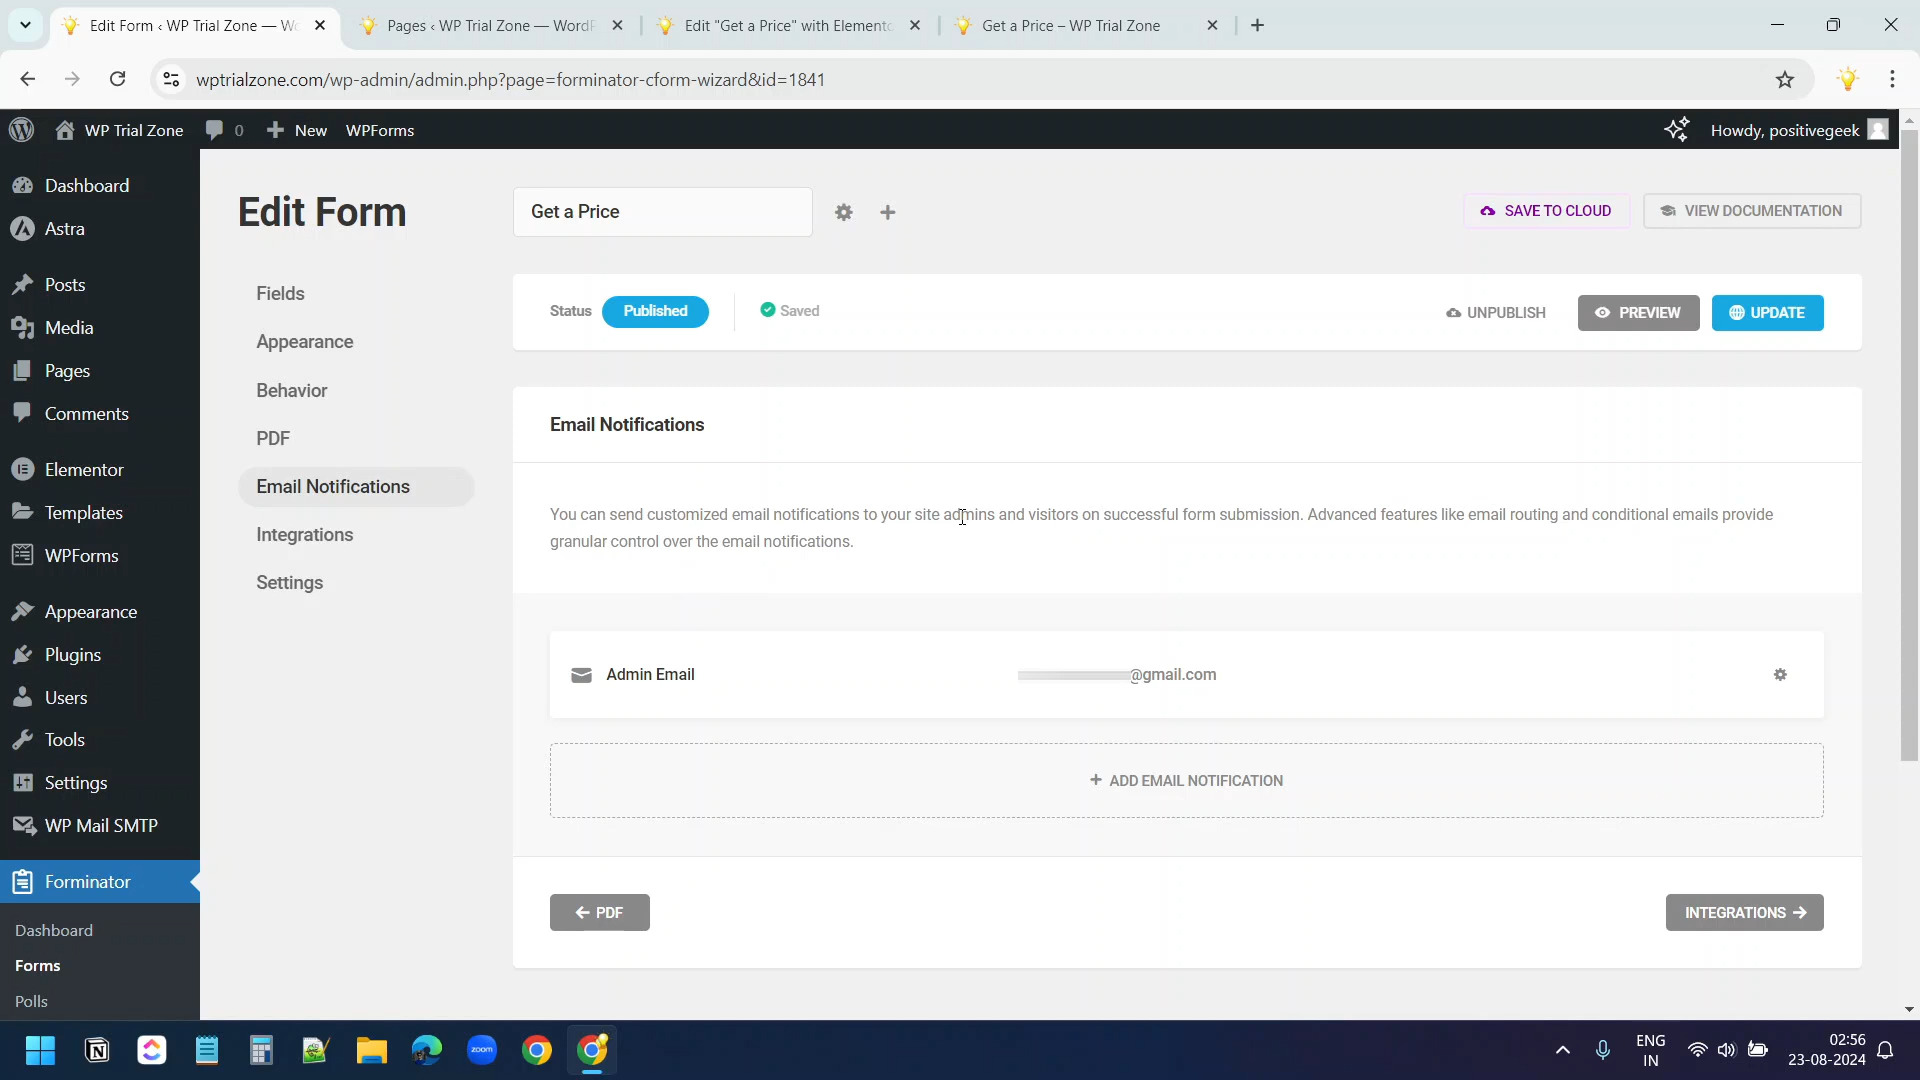 Edit Form ‹ WP Trial Zone — W
Pages ‹ WP Trial Zone — WordP
Edit "Get a Price" with Elemento
Get a Price – WP Trial Zone
wptrialzone.com/wp-admin/admin.php?page=forminator-cform-wizard&id=1841
WP Trial Zone
0
New
WPForms
Howdy, positivegeek
Dashboard
Astra
Posts
Media
Pages
Comments
Elementor
Templates
WPForms
Appearance
Plugins
Users
Tools
Settings
WP Mail SMTP
Forminator
Dashboard
Forms
Polls
Edit Form
Get a Price
SAVE TO CLOUD
VIEW DOCUMENTATION
Fields
Appearance
Behavior
PDF
Email Notifications
Integrations
Settings
Status
Published
Saved
UNPUBLISH
PREVIEW
UPDATE
Email Notifications
You can send customized email notifications to your site admins and visitors on successful form submission. Advanced features like email routing and conditional emails provide
granular control over the email notifications.
Admin Email
@gmail.com
ADD EMAIL NOTIFICATION
PDF
INTEGRATIONS
zoom
ENG
IN
02:56
23-08-2024